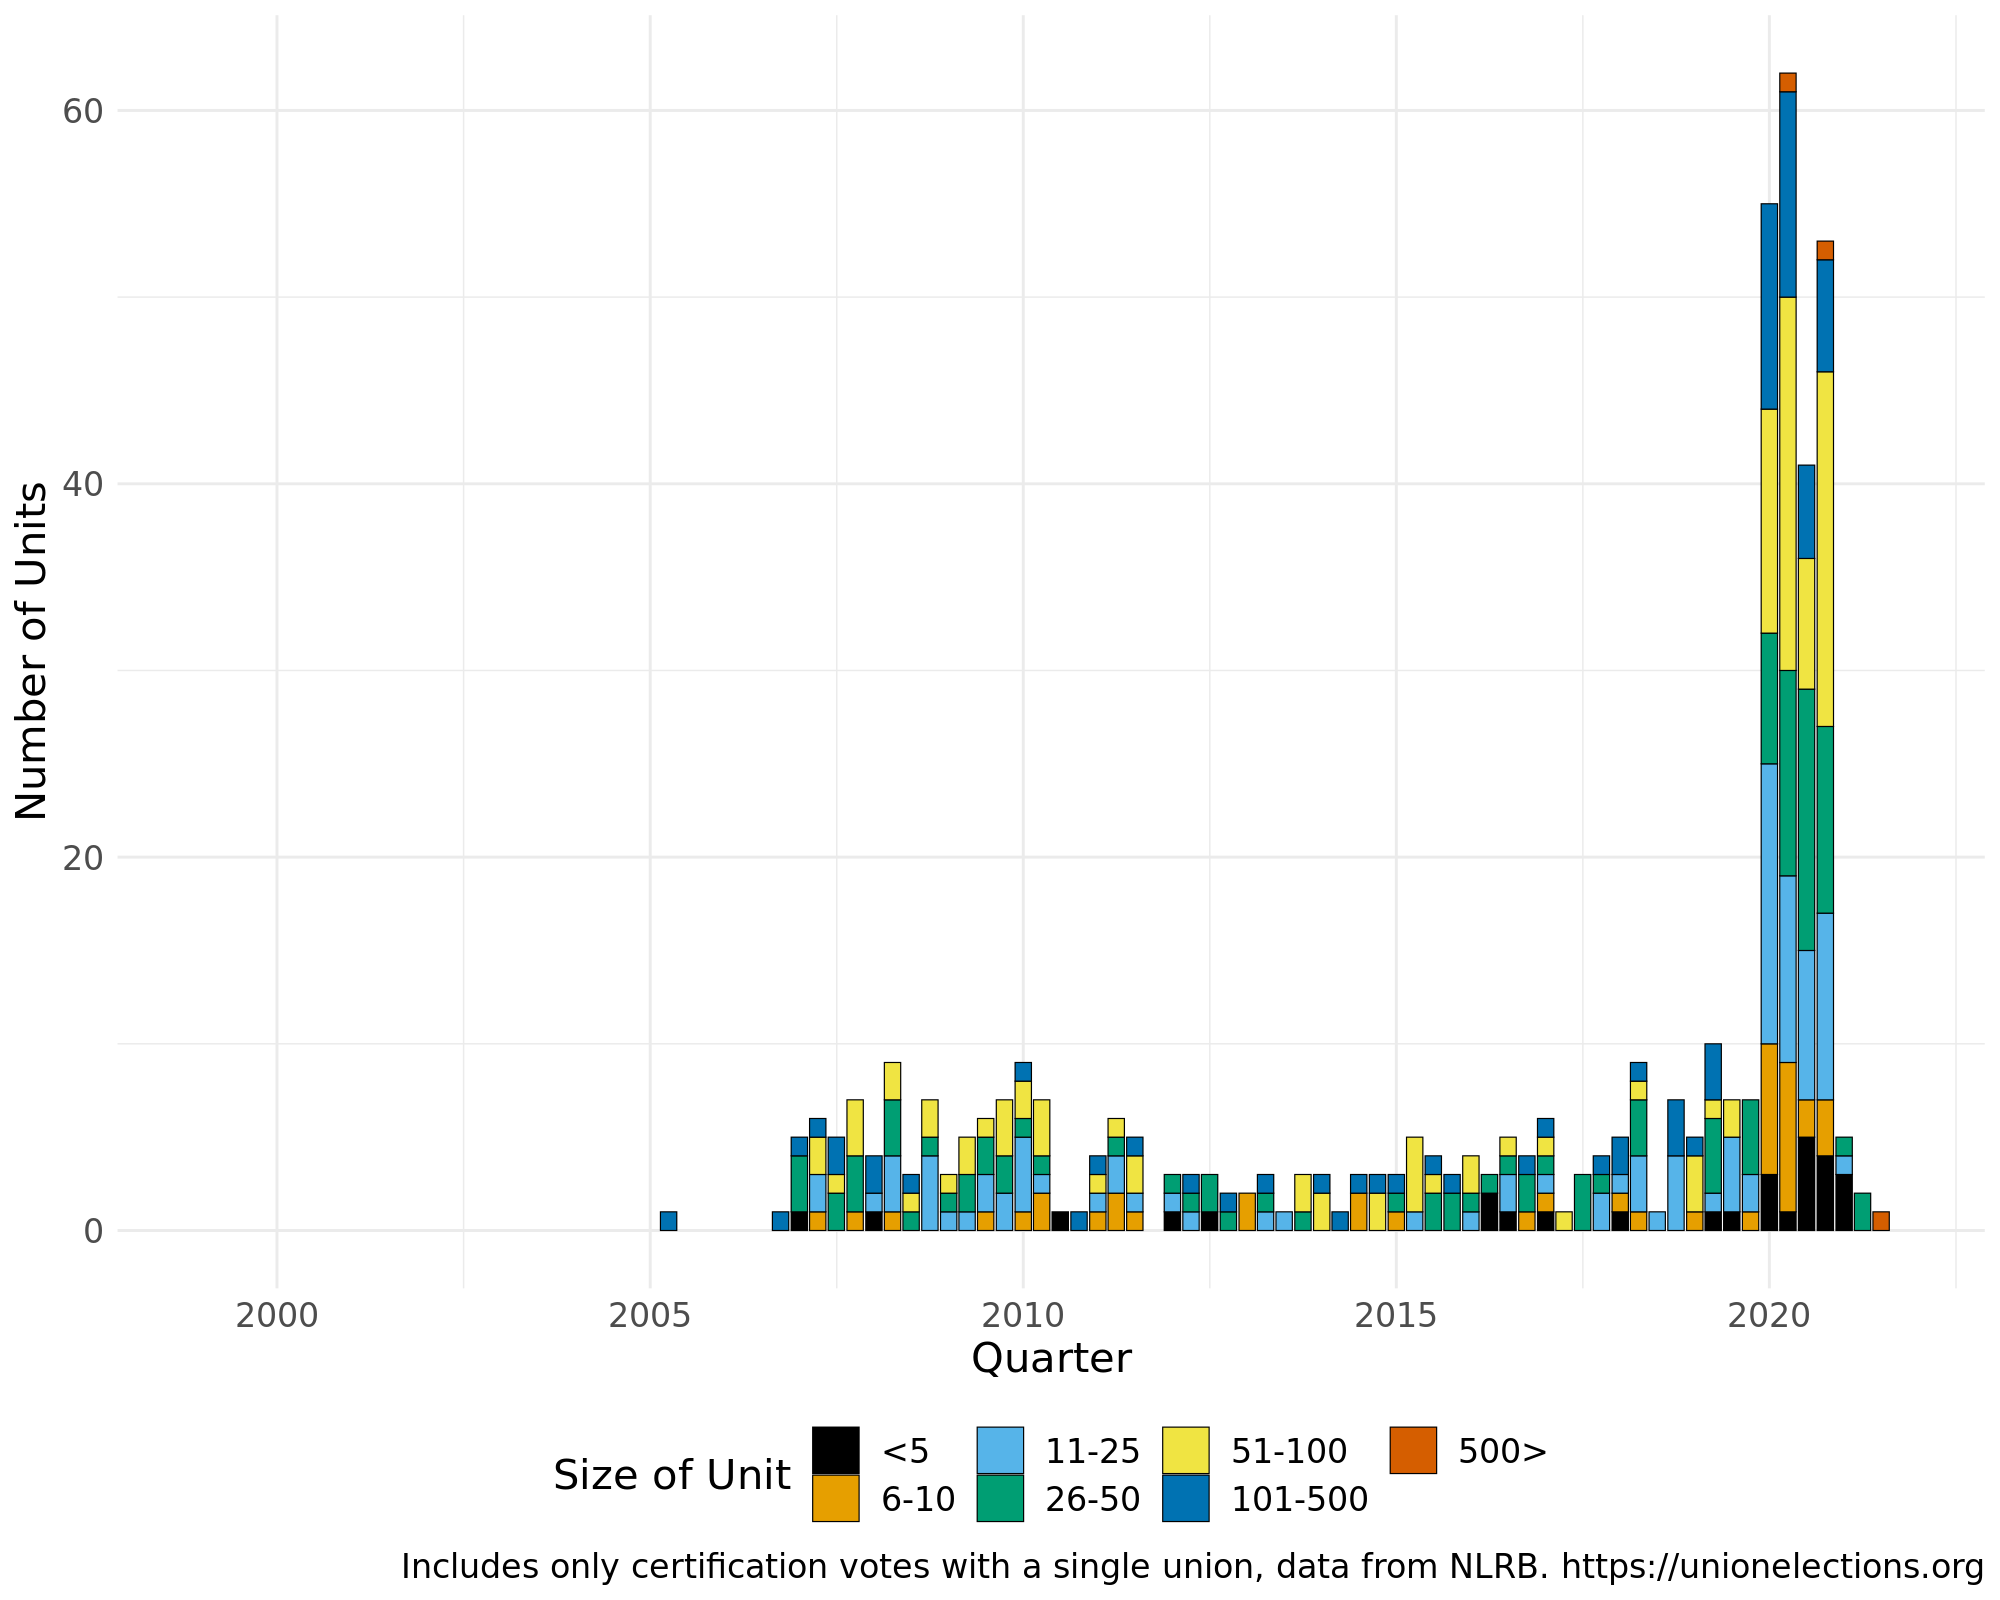 60
40
20
0
Number of Units
2000 2005 2010 2015 2020
Quarter
Size of Unit
<5 11-25 51-100 500>
6-10 26-50 101-500
Includes only certification votes with a single union, data from NLRB. https://unionelections.org